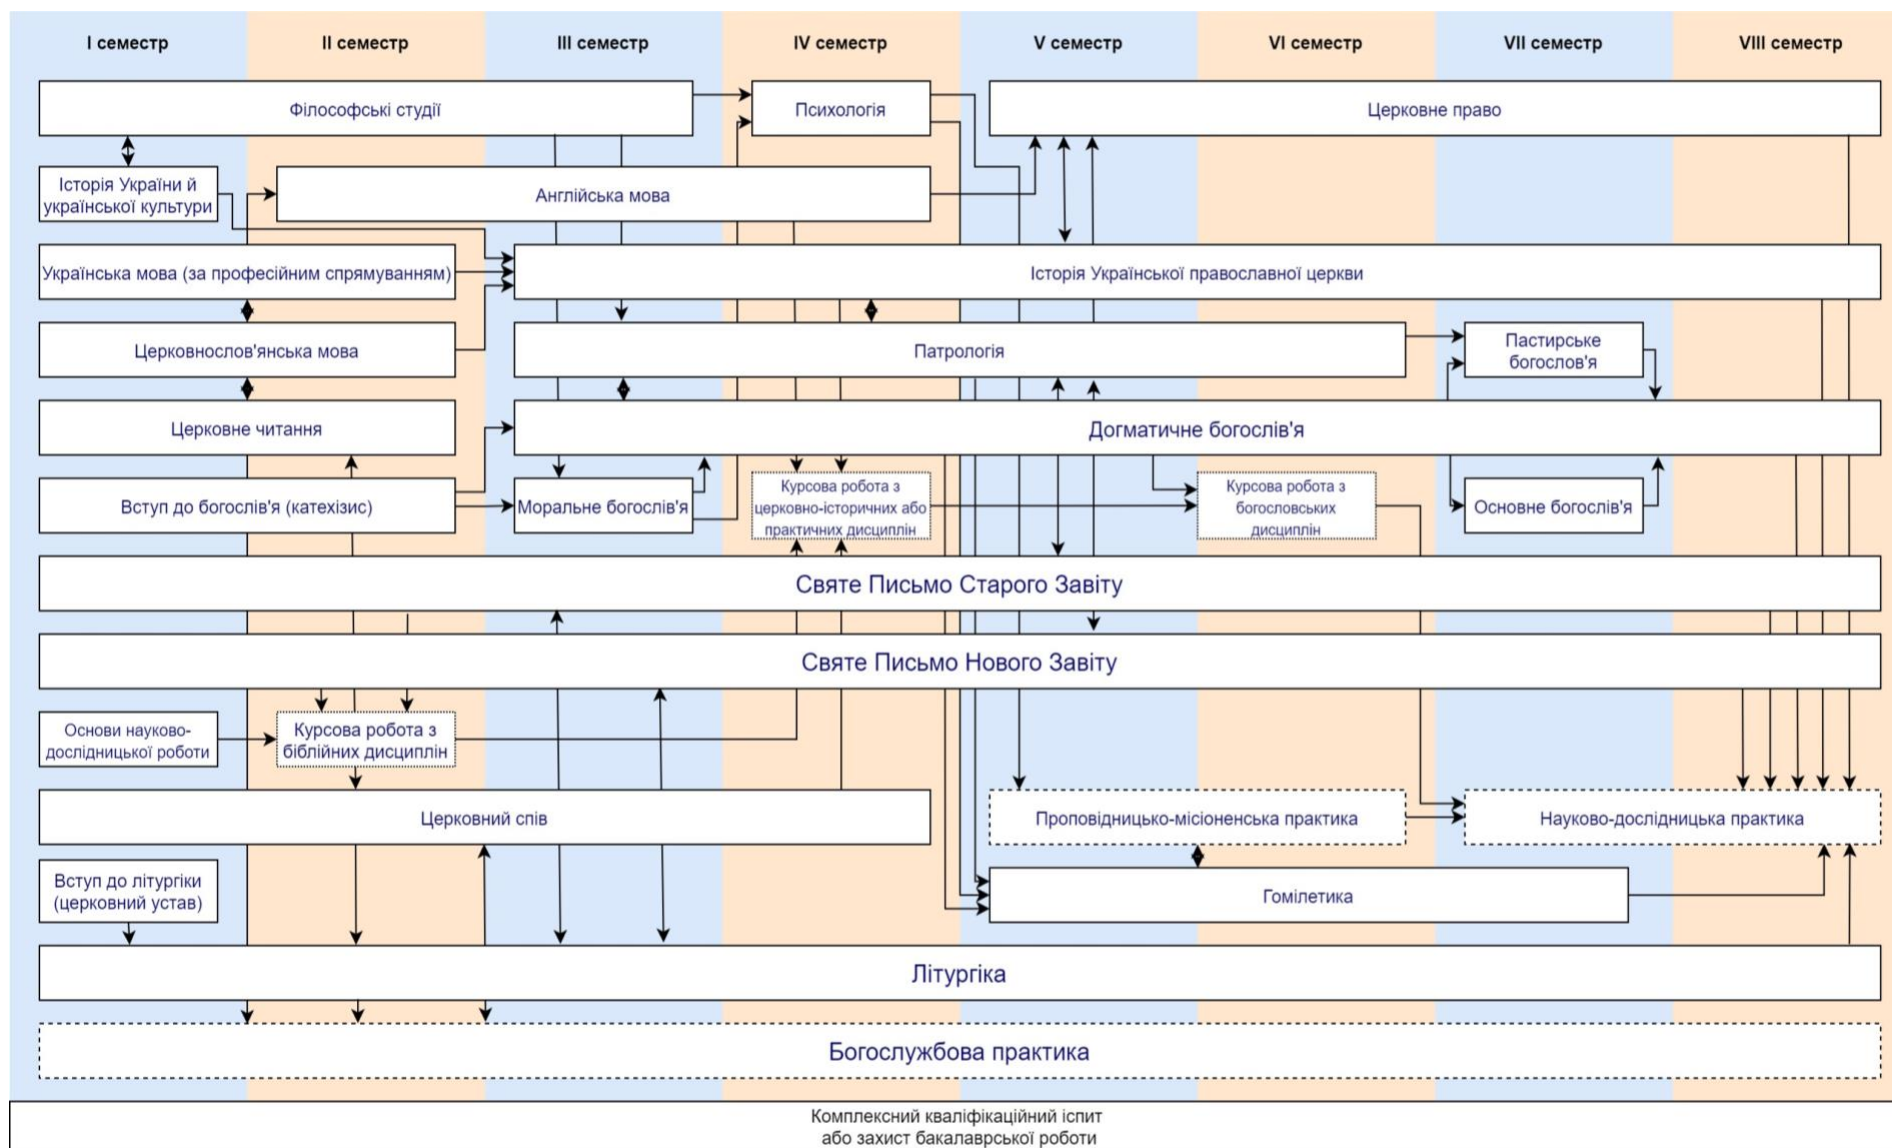 I семестр
II семестр
III семестр
IV семестр
V семестр
VI семестр
VII семестр
VIII семестр
Філософські студії
Психологія
Церковне право
Історія України й
української культури
Англійська мова
Українська мова (за професійним спрямуванням)
Історія Української православної церкви
Церковнослов'янська мова
Патрологія
Пастирське
богослов'я
Церковне читання
Догматичне богослів'я
Вступ до богослів'я (катехізис)
Моральне богослів'я
Курсова робота з
церковно-історичних або
практичних дисциплін
Курсова робота з
богословських
дисциплін
Основне богослів'я
Святе Письмо Старого Завіту
Святе Письмо Нового Завіту
Основи науково-
дослідницької роботи
Курсова робота з
біблійних дисциплін
Церковний спів
Проповідницько-місіоненська практика
Науково-дослідницька практика
Вступ до літургіки
(церковний устав)
Гомілетика
Літургіка
Богослужбова практика
Комплексний кваліфікаційний іспит
або захист бакалаврської роботи